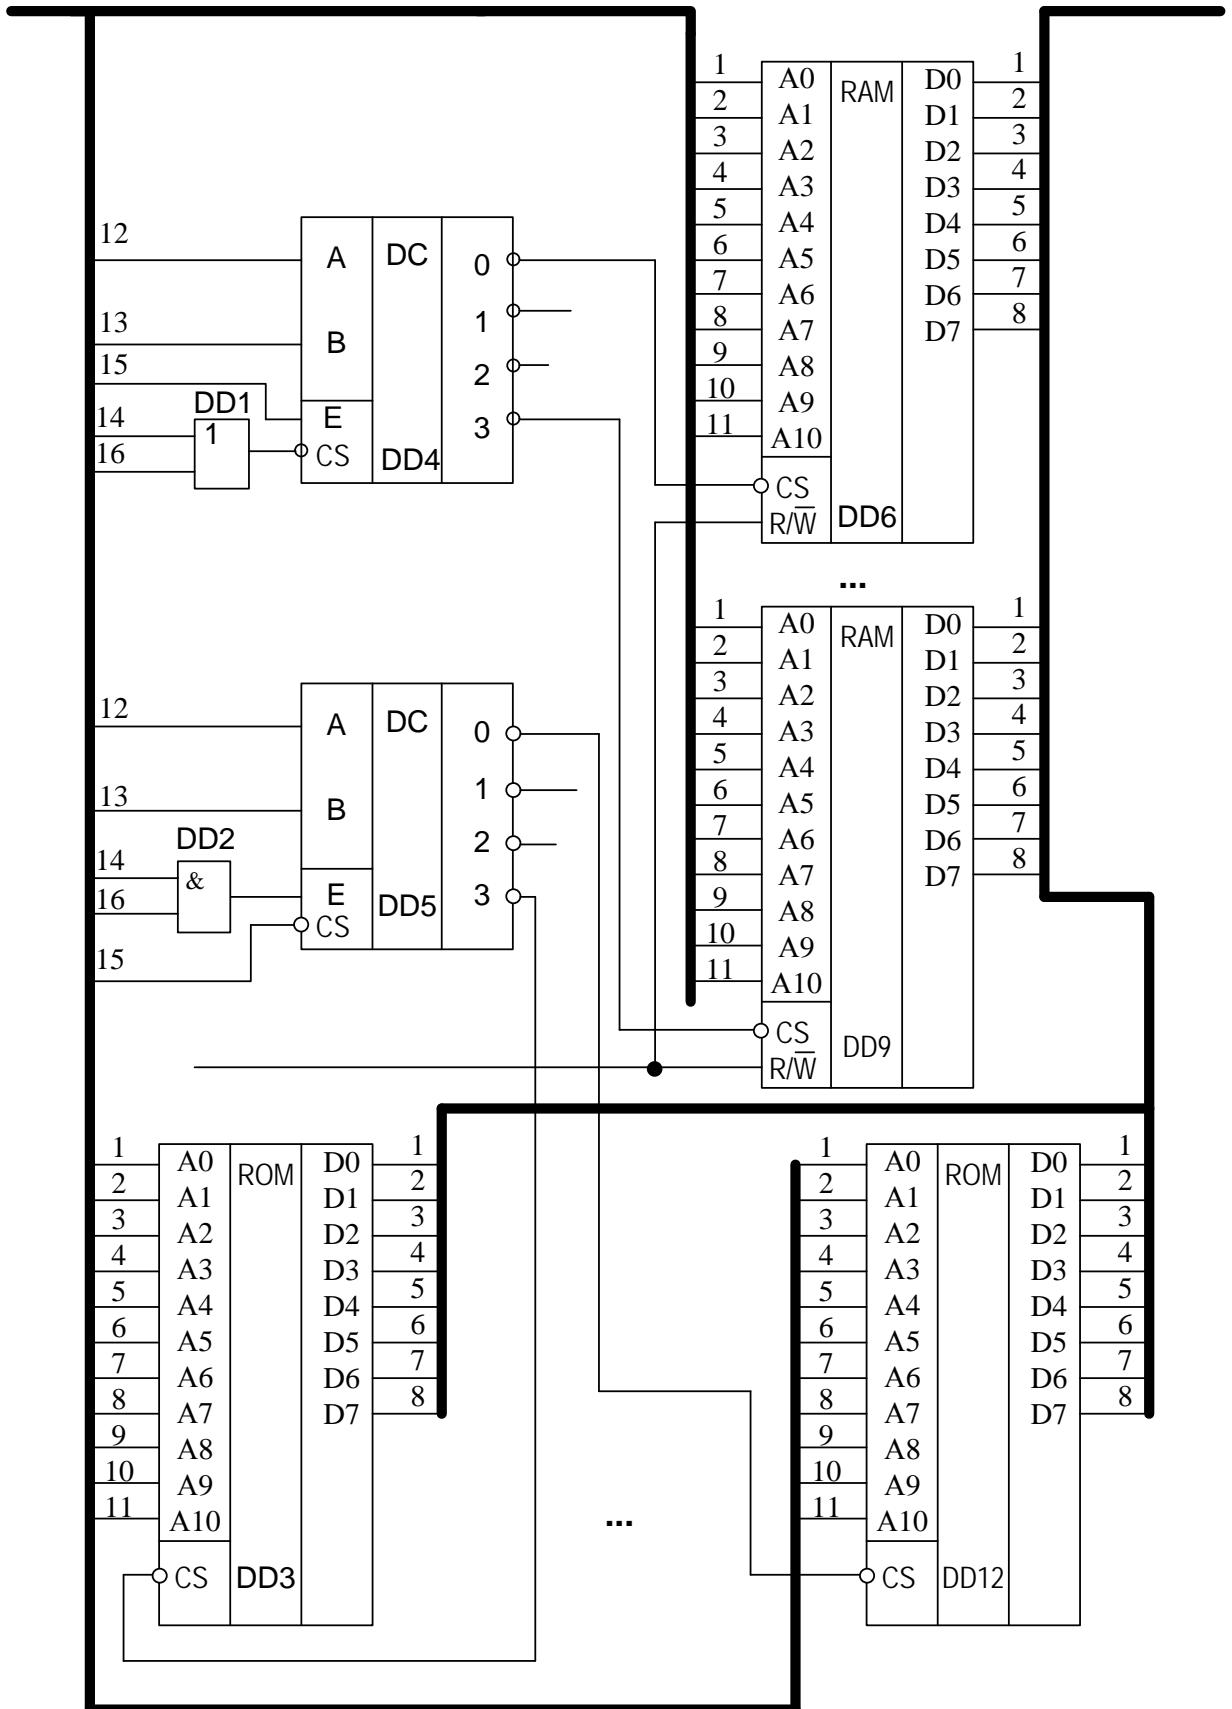 12
13
15
14
16
DD1
1
A
B
E
CS
DC
DD4
0
1
2
3
1
2
3
4
5
6
7
8
9
10
11
A0
A1
A2
A3
A4
A5
A6
A7
A8
A9
A10
CS
R/W̅
RAM
DD6
D0
D1
D2
D3
D4
D5
D6
D7
1
2
3
4
5
6
7
8
...
12
13
14
16
15
DD2
&
A
B
E
CS
DC
DD5
0
1
2
3
1
2
3
4
5
6
7
8
9
10
11
A0
A1
A2
A3
A4
A5
A6
A7
A8
A9
A10
CS
R/W̅
RAM
DD9
D0
D1
D2
D3
D4
D5
D6
D7
1
2
3
4
5
6
7
8
1
2
3
4
5
6
7
8
9
10
11
A0
A1
A2
A3
A4
A5
A6
A7
A8
A9
A10
CS
ROM
DD3
D0
D1
D2
D3
D4
D5
D6
D7
1
2
3
4
5
6
7
8
...
1
2
3
4
5
6
7
8
9
10
11
A0
A1
A2
A3
A4
A5
A6
A7
A8
A9
A10
CS
ROM
DD12
D0
D1
D2
D3
D4
D5
D6
D7
1
2
3
4
5
6
7
8